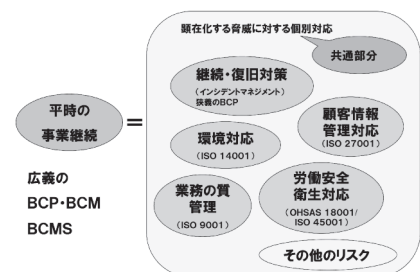 顕在化する脅威に対する個別対応
共通部分
継続・復旧対策
（インシデントマネジメント）
狭義のBCP
平時の
事業継続
＝
顧客情報
管理対応
（ISO 27001）
環境対応
（ISO 14001）
広義の
BCP・BCM
BCMS
業務の質
管理
（ISO 9001）
労働安全
衛生対応
（OHSAS 18001/
ISO 45001）
その他のリスク